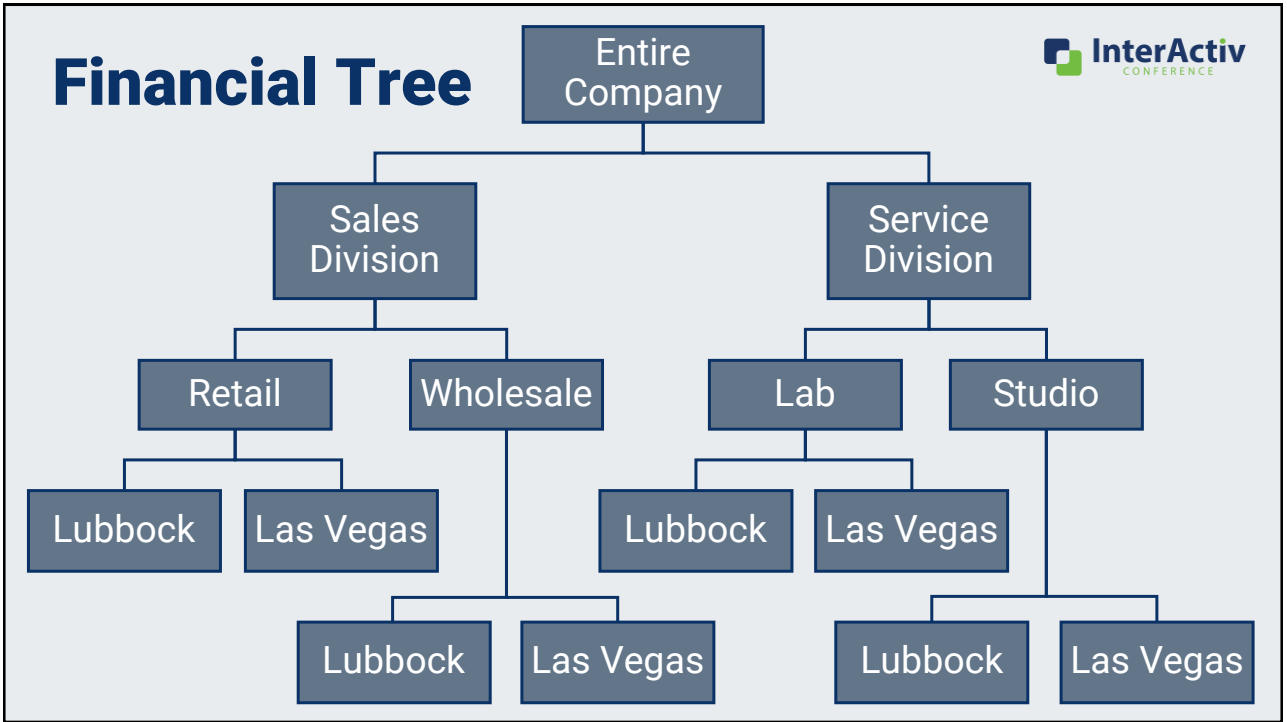 Financial Tree
Entire
Company
InterActiv
CONFERENCE
Sales
Division
Service
Division
Retail
Wholesale
Lab
Studio
Lubbock
Las Vegas
Lubbock
Las Vegas
Lubbock
Las Vegas
Lubbock
Las Vegas